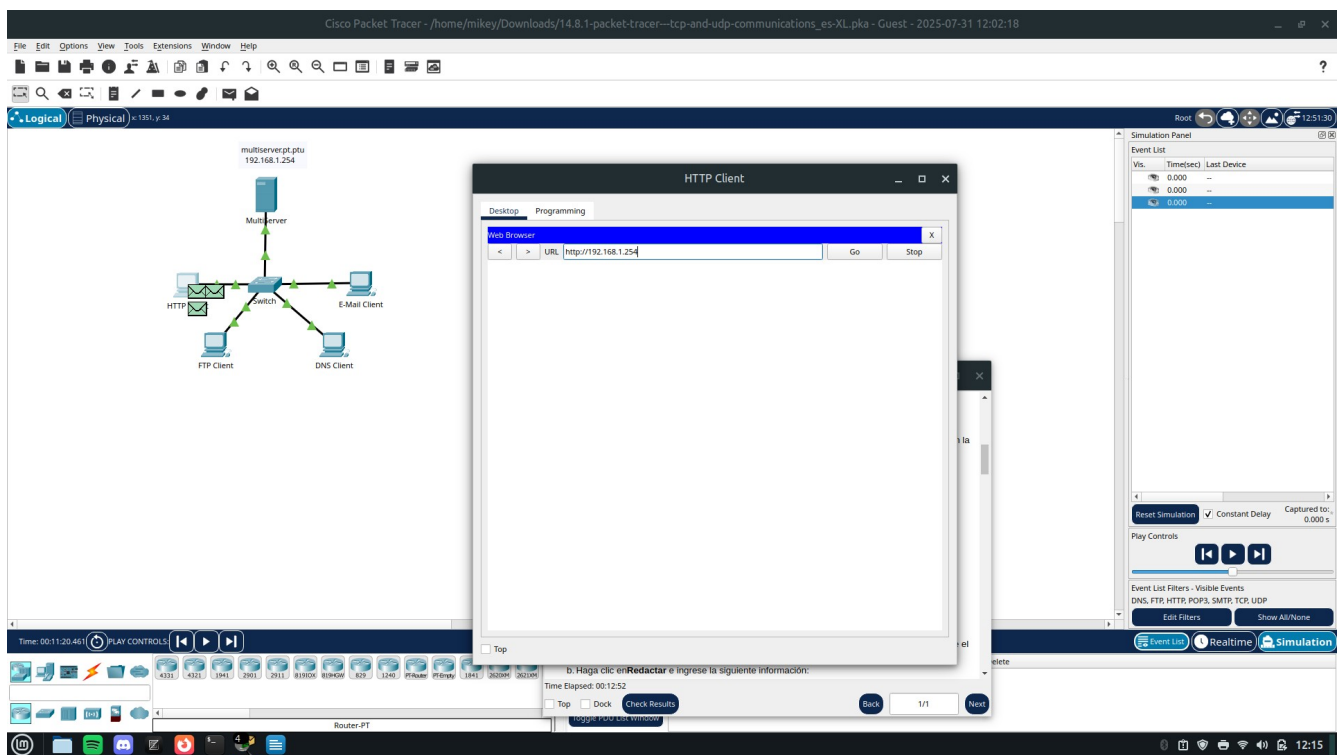 Cisco Packet Tracer - /home/mikey/Downloads/14.8.1-packet-tracer---tcp-and-udp-communications_es-XL.pka - Guest - 2025-07-31 12:02:18
File Edit Options View Tools Extensions Window Help
?
Logical Physical x: 1351, y: 34
Root 12:51:30
multiserver.pt.ptu
192.168.1.254
MultiServer
HTTP
Switch
E-Mail Client
FTP Client
DNS Client
HTTP Client
Desktop Programming
Web Browser X
< > URL http://192.168.1.254 Go Stop
Top
Simulation Panel
Event List
Vis. Time(sec) Last Device
0.000 --
0.000 --
0.000 --
Reset Simulation Constant Delay Captured to:
0.000 s
Play Controls
Event List Filters - Visible Events
DNS, FTP, HTTP, POP3, SMTP, TCP, UDP
Edit Filters Show All/None
n la
el
b. Haga clic enRedactar e ingrese la siguiente información:
Time Elapsed: 00:12:52
Top Dock Check Results Back 1/1 Next
Toggle PDU List Window
Time: 00:11:20.461 PLAY CONTROLS:
Event List Realtime Simulation
4331 4321 1941 2901 2911 819IOX 819HGW 829 1240 PT-Router PT-Empty 1841 2620XM 2621XM
Router-PT
4
12:15